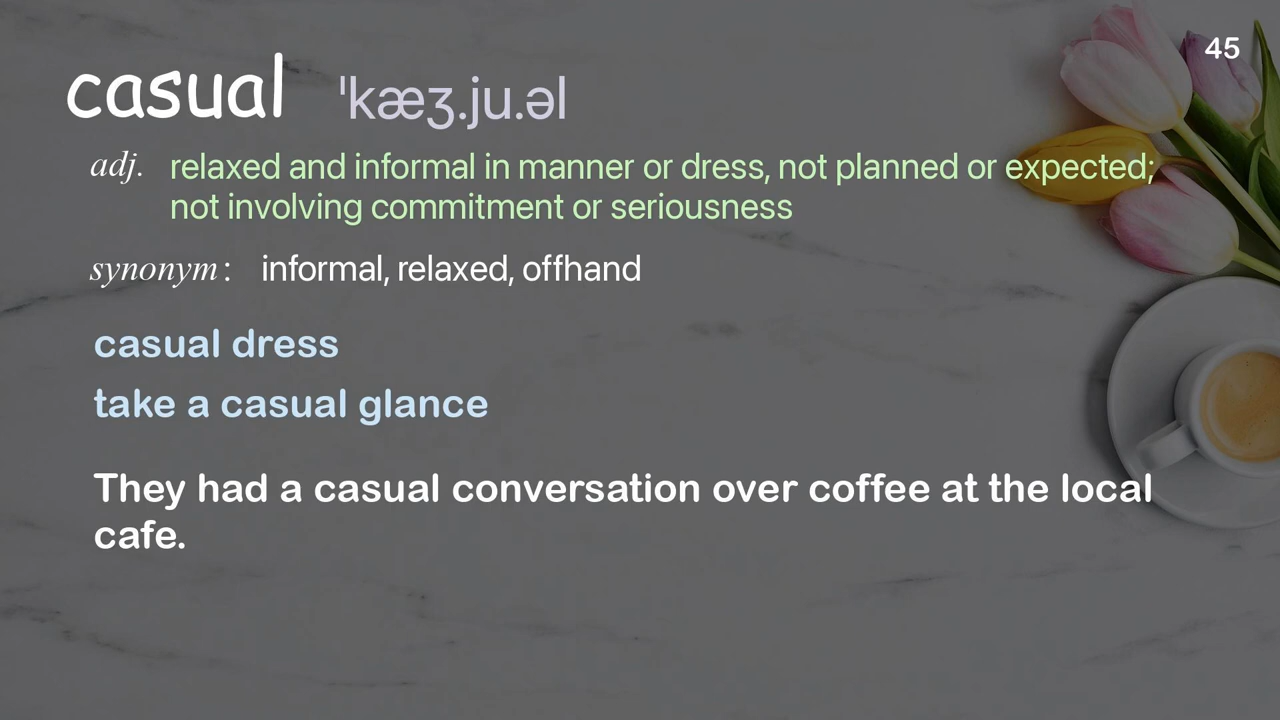 45
casual ˈkæʒ.ju.əl
adj. relaxed and informal in manner or dress, not planned or expected;
not involving commitment or seriousness
synonym: informal, relaxed, offhand
casual dress
take a casual glance
They had a casual conversation over coffee at the local
cafe.